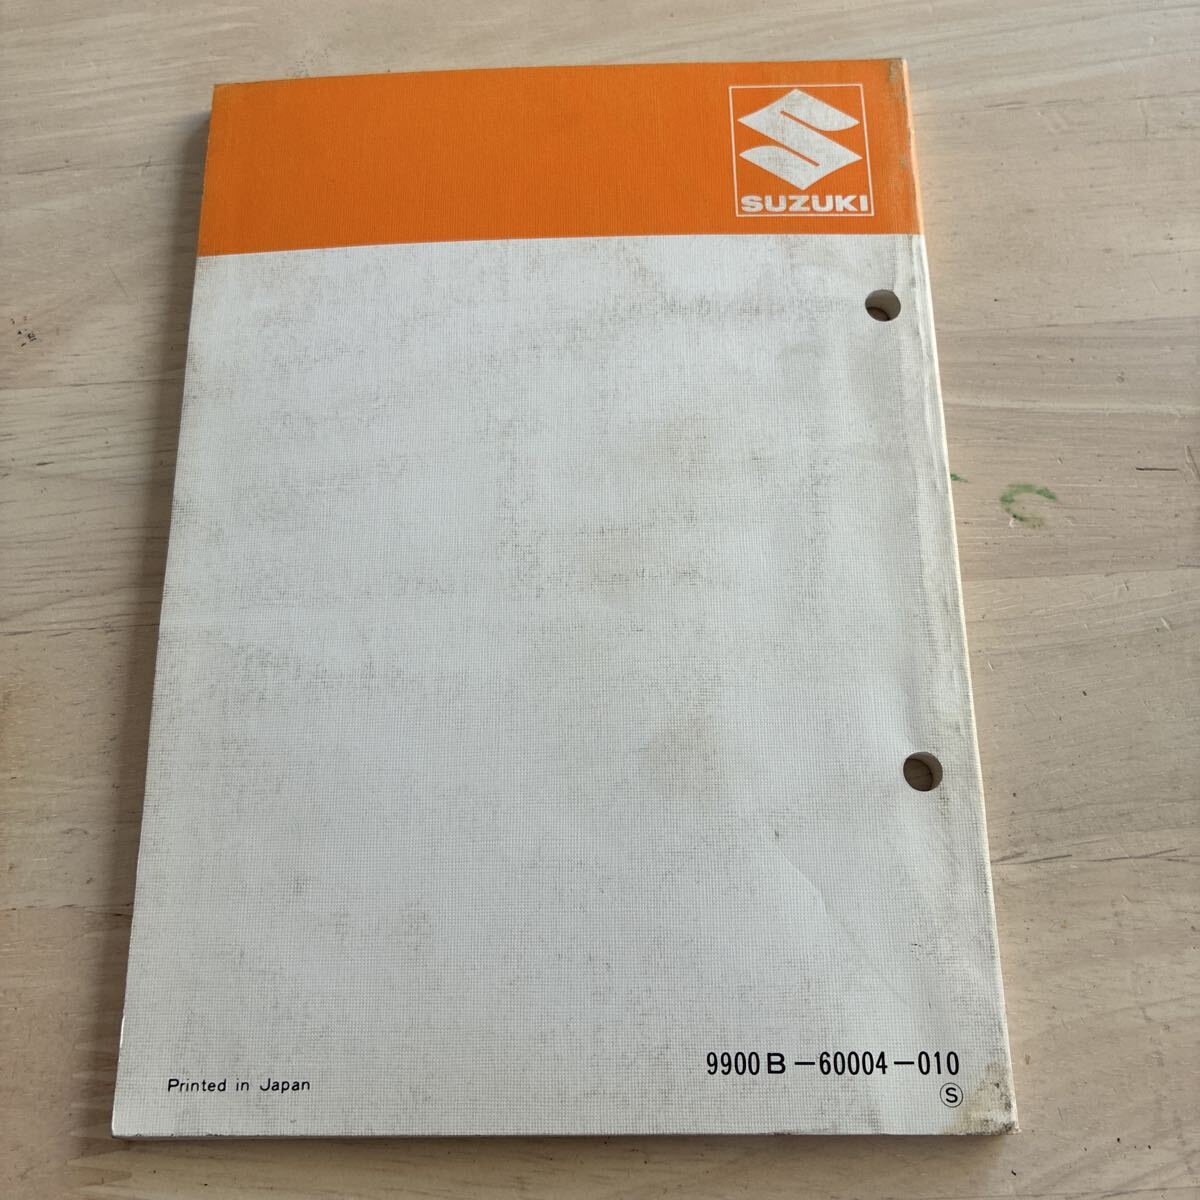 SUZUKI
9900B-60004-010
Ⓢ
Printed in Japan